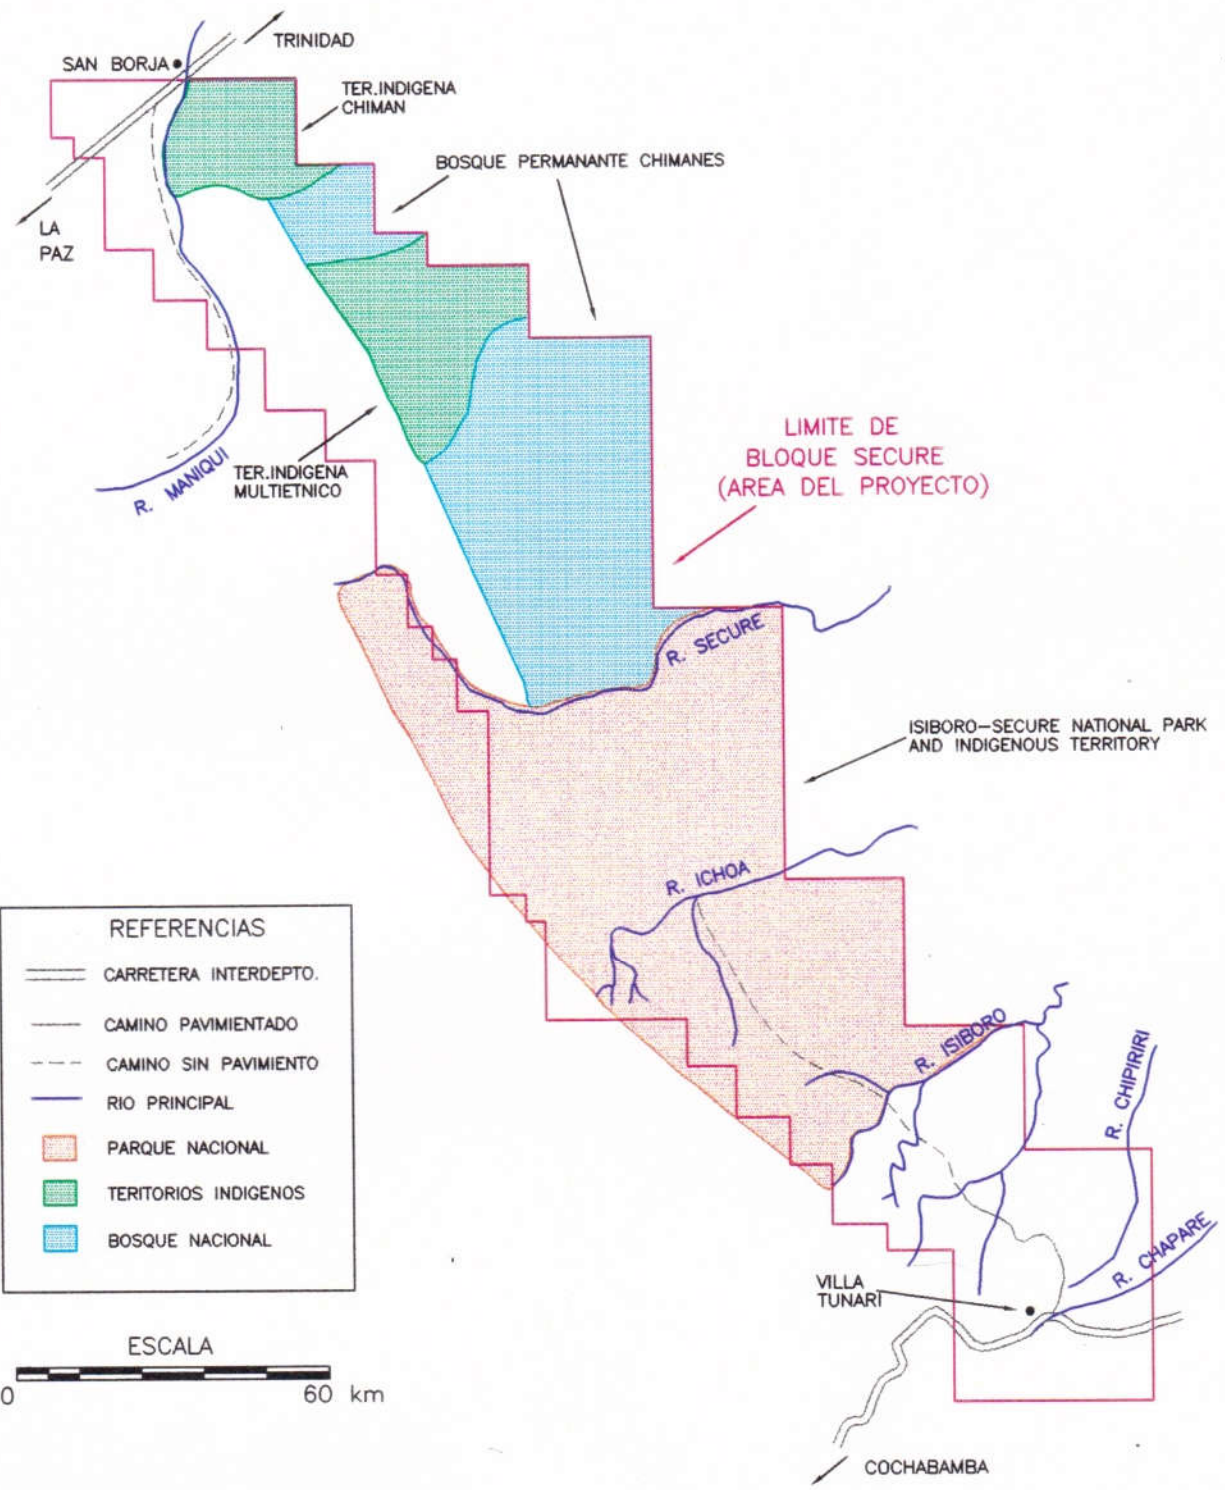 TRINIDAD
SAN BORJA
TER.INDIGENA
CHIMAN
BOSQUE PERMANANTE CHIMANES
LA
PAZ
LIMITE DE
BLOQUE SECURE
(AREA DEL PROYECTO)
TER.INDIGENA
MULTIETNICO
R. MANIQUI
R. SECURE
ISIBORO-SECURE NATIONAL PARK
AND INDIGENOUS TERRITORY
R. ICHOA
R. ISIBORO
R. CHIPIRIRI
R. CHAPARE
VILLA
TUNARI
COCHABAMBA
REFERENCIAS
CARRETERA INTERDEPTO.
CAMINO PAVIMIENTADO
CAMINO SIN PAVIMIENTO
RIO PRINCIPAL
PARQUE NACIONAL
TERITORIOS INDIGENOS
BOSQUE NACIONAL
ESCALA
0 60 km